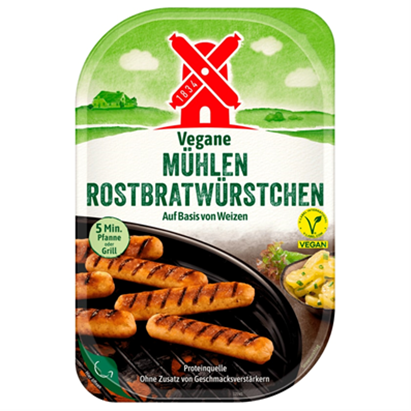 1834
Vegane
MÜHLEN
ROSTBRATWÜRSTCHEN
Auf Basis von Weizen
5 Min.
Pfanne oder
Grill
V
VEGAN
Proteinquelle
Ohne Zusatz von Geschmacksverstärkern